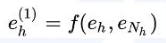 $e_h^{(1)} = f(e_h, e_{N_h})$